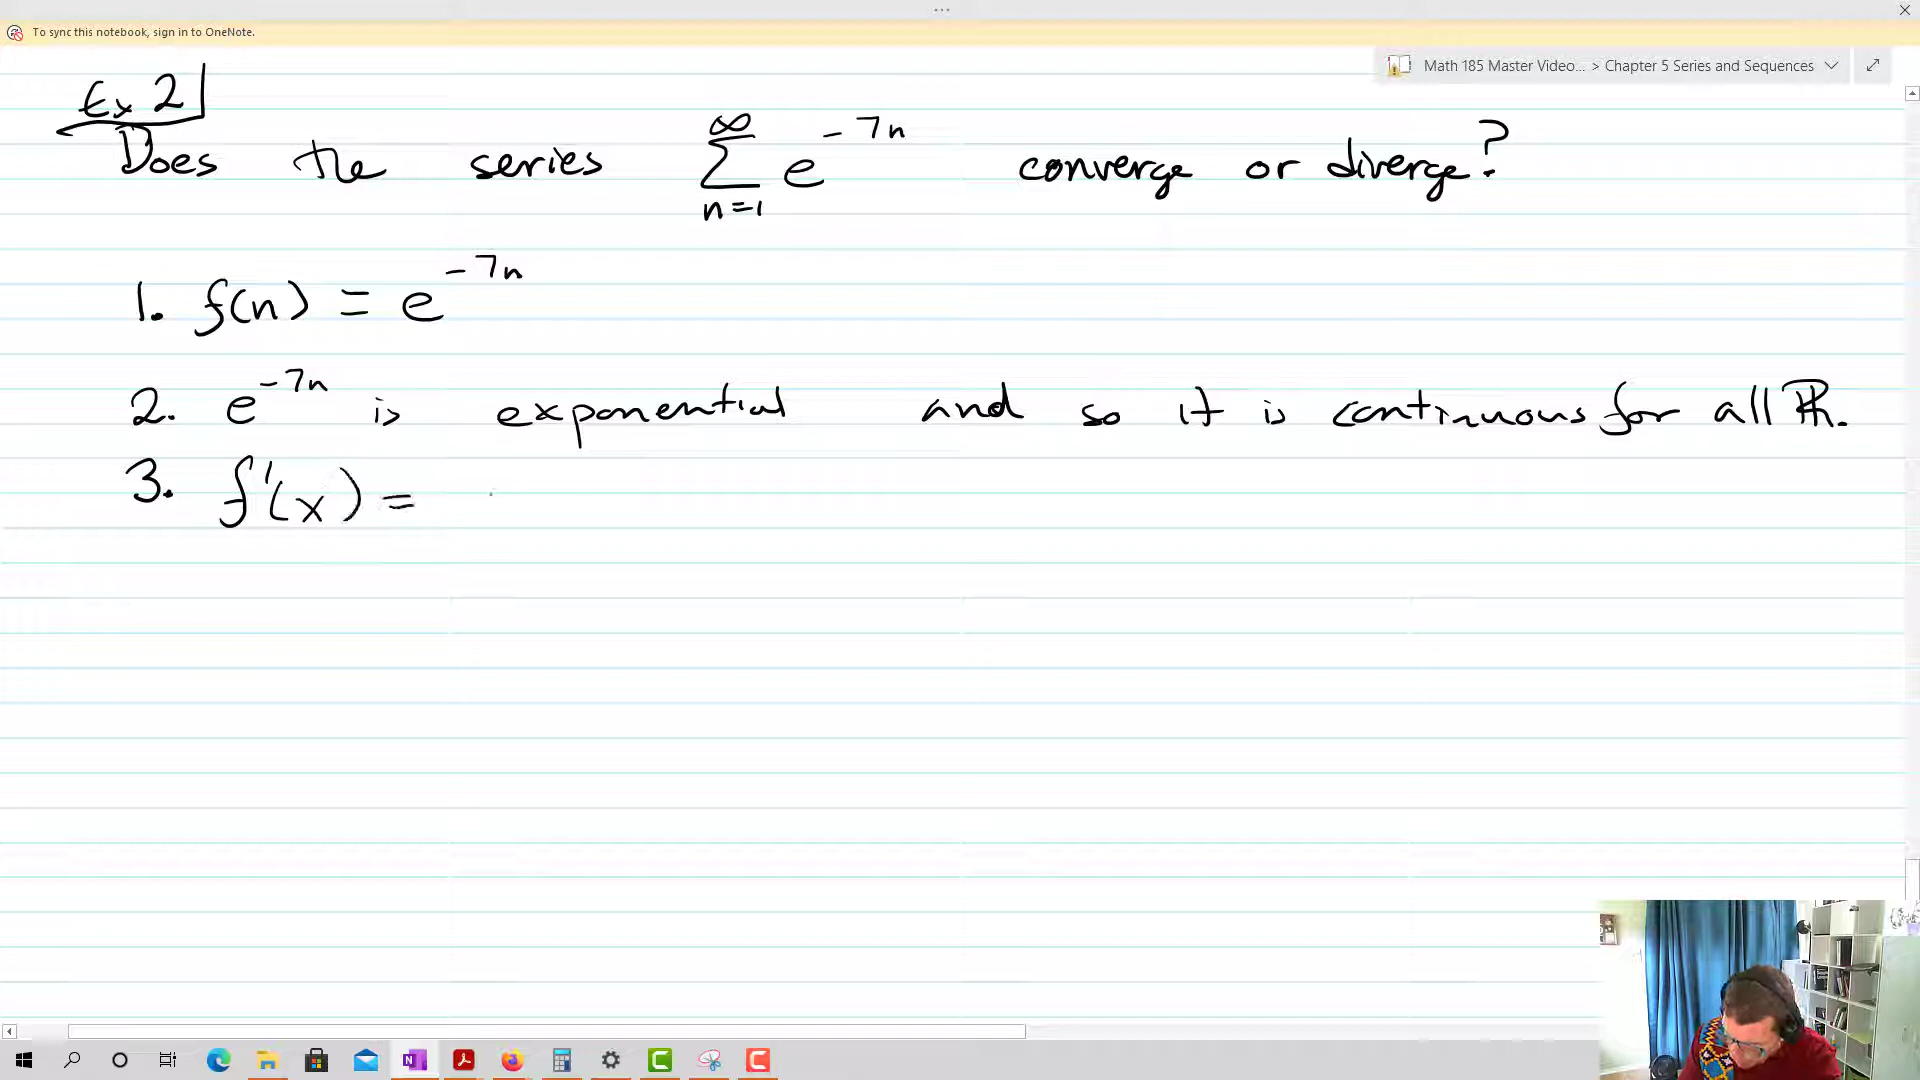 To sync this notebook, sign in to OneNote.
Math 185 Master Video... > Chapter 5 Series and Sequences
Ex 2
Does the series ∑_{n=1}^{∞} e^{-7n} converge or diverge?
1. f(n) = e^{-7n}
2. e^{-7n} is exponential and so it is continuous for all ℝ.
3. f'(x) =